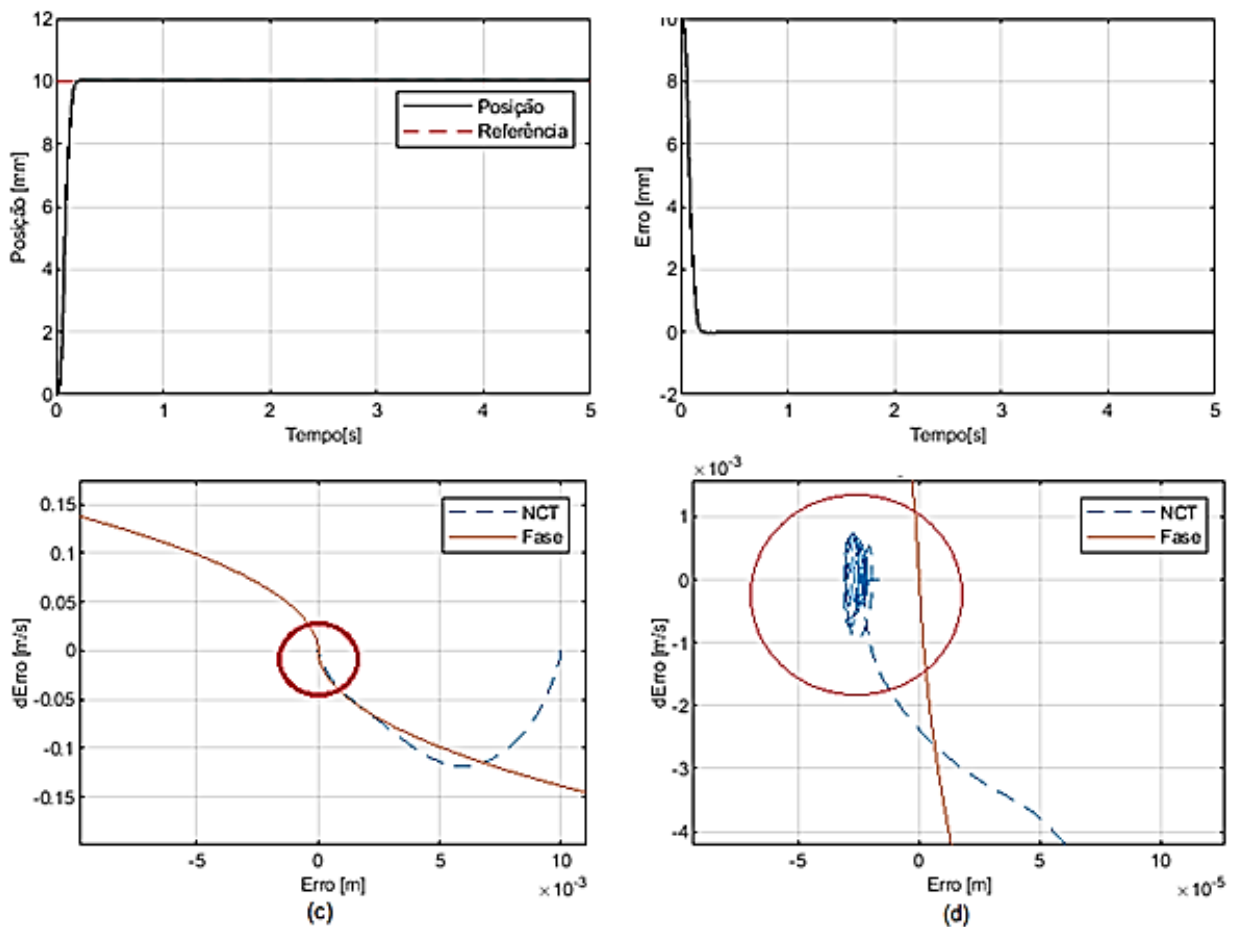 12
10
8
6
4
2
0
Posição [mm]
Posição
Referência
0 1 2 3 4 5
Tempo[s]
10
8
6
4
2
0
-2
Erro [mm]
0 1 2 3 4 5
Tempo[s]
0.15
0.1
0.05
0
-0.05
-0.1
-0.15
dErro [m/s]
NCT
Fase
-5 0 5 10
Erro [m]
×10⁻³
(c)
×10⁻³
1
0
-1
-2
-3
-4
dErro [m/s]
NCT
Fase
-5 0 5 10
Erro [m]
×10⁻⁵
(d)